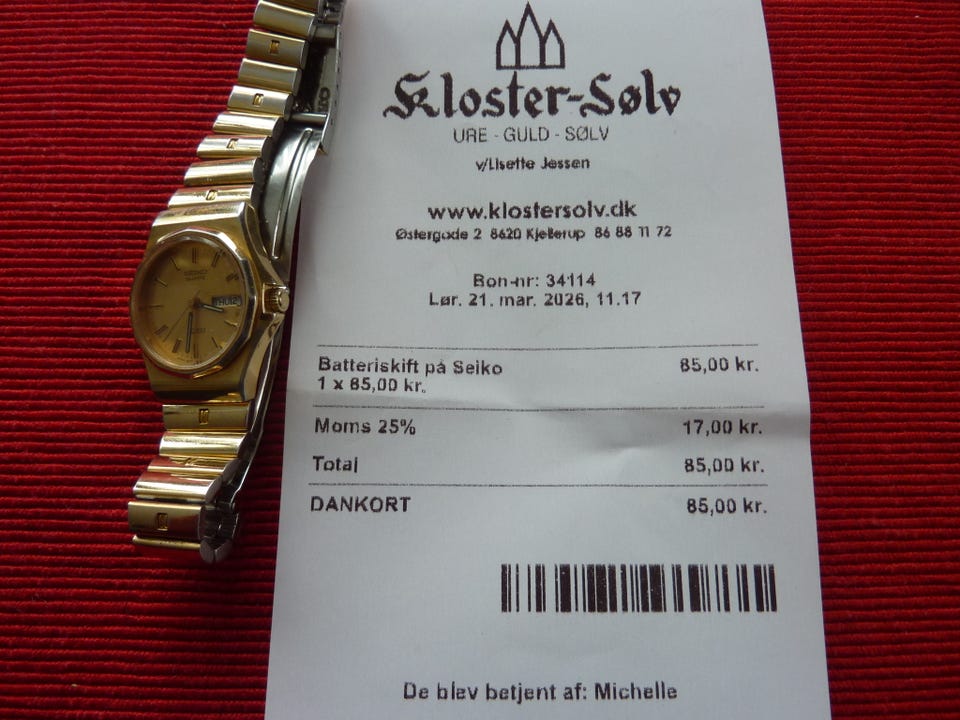 Kloster-Sølv
URE - GULD - SØLV
v/Lisette Jessen
www.klostersolv.dk
Østergade 2 8620 Kjellerup 86 88 11 72
Bon-nr: 34114
Lør. 21. mar. 2026, 11.17
Batteriskift på Seiko 85,00 kr.
1 x 85,00 kr.
Moms 25% 17,00 kr.
Total 85,00 kr.
DANKORT 85,00 kr.
De blev betjent af: Michelle
SEIKO
QUARTZ